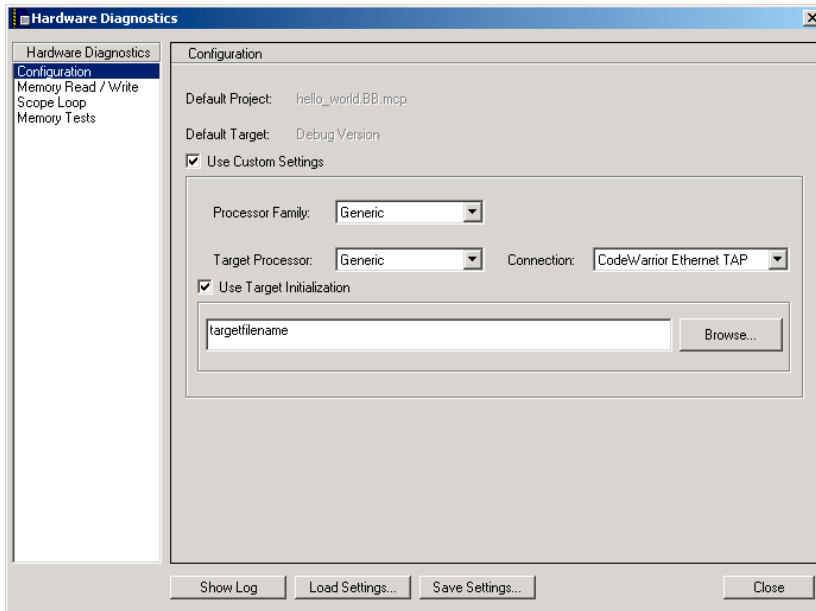 Hardware Diagnostics
Hardware Diagnostics
Configuration
Memory Read / Write
Scope Loop
Memory Tests
Configuration
Default Project: hello_world.BB.mcp
Default Target: Debug Version
Use Custom Settings
Processor Family: Generic
Target Processor: Generic Connection: CodeWarrior Ethernet TAP
Use Target Initialization
targetfilename Browse...
Show Log Load Settings... Save Settings... Close